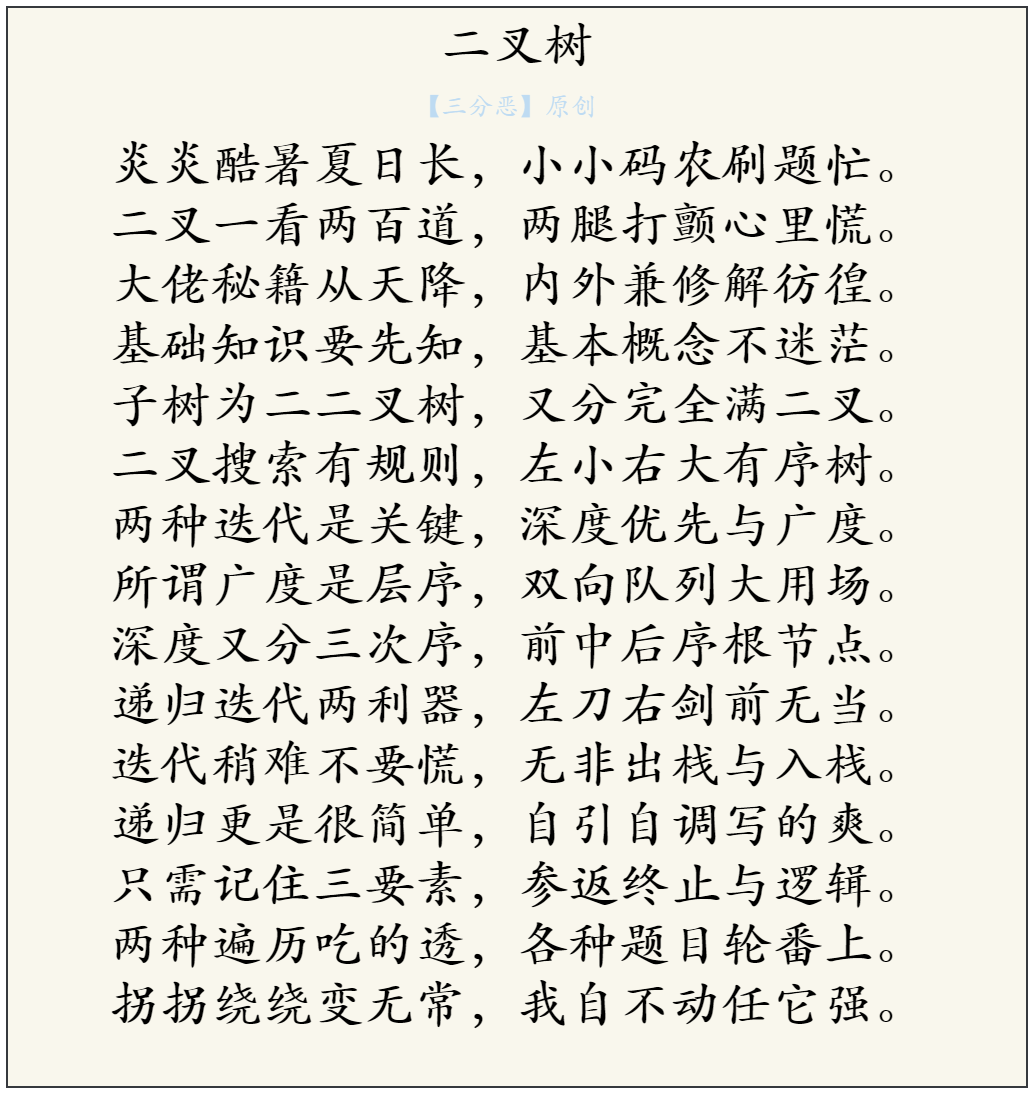 二叉树
【三分恶】原创
炎炎酷暑夏日长，小小码农刷题忙。
二叉一看两百道，两腿打颤心里慌。
大佬秘籍从天降，内外兼修解彷徨。
基础知识要先知，基本概念不迷茫。
子树为二二叉树，又分完全满二叉。
二叉搜索有规则，左小右大有序树。
两种迭代是关键，深度优先与广度。
所谓广度是层序，双向队列大用场。
深度又分三次序，前中后序根节点。
递归迭代两利器，左刀右剑前无当。
迭代稍难不要慌，无非出栈与入栈。
递归更是很简单，自引自调写的爽。
只需记住三要素，参返终止与逻辑。
两种遍历吃的透，各种题目轮番上。
拐拐绕绕变无常，我自不动任它强。